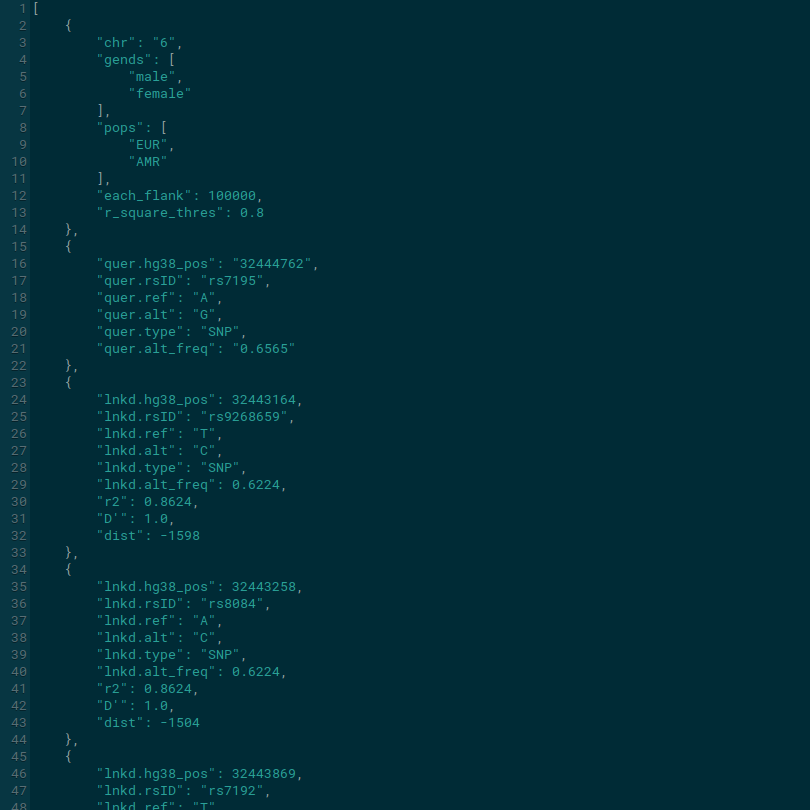 1 [
2     {
3         "chr": "6",
4         "gends": [
5             "male",
6             "female"
7         ],
8         "pops": [
9             "EUR",
10             "AMR"
11         ],
12         "each_flank": 100000,
13         "r_square_thres": 0.8
14     },
15     {
16         "quer.hg38_pos": "32444762",
17         "quer.rsID": "rs7195",
18         "quer.ref": "A",
19         "quer.alt": "G",
20         "quer.type": "SNP",
21         "quer.alt_freq": "0.6565"
22     },
23     {
24         "lnkd.hg38_pos": 32443164,
25         "lnkd.rsID": "rs9268659",
26         "lnkd.ref": "T",
27         "lnkd.alt": "C",
28         "lnkd.type": "SNP",
29         "lnkd.alt_freq": 0.6224,
30         "r2": 0.8624,
31         "D'": 1.0,
32         "dist": -1598
33     },
34     {
35         "lnkd.hg38_pos": 32443258,
36         "lnkd.rsID": "rs8084",
37         "lnkd.ref": "A",
38         "lnkd.alt": "C",
39         "lnkd.type": "SNP",
40         "lnkd.alt_freq": 0.6224,
41         "r2": 0.8624,
42         "D'": 1.0,
43         "dist": -1504
44     },
45     {
46         "lnkd.hg38_pos": 32443869,
47         "lnkd.rsID": "rs7192",
48         "lnkd.ref": "T"